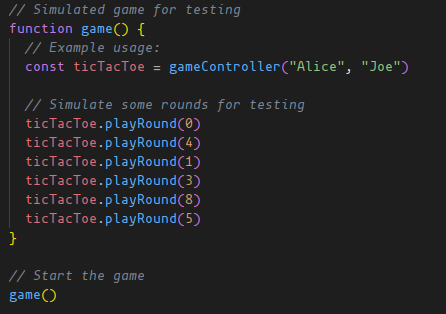 // Simulated game for testing
function game() {
  // Example usage:
  const ticTacToe = gameController("Alice", "Joe")

  // Simulate some rounds for testing
  ticTacToe.playRound(0)
  ticTacToe.playRound(4)
  ticTacToe.playRound(1)
  ticTacToe.playRound(3)
  ticTacToe.playRound(8)
  ticTacToe.playRound(5)
}

// Start the game
game()